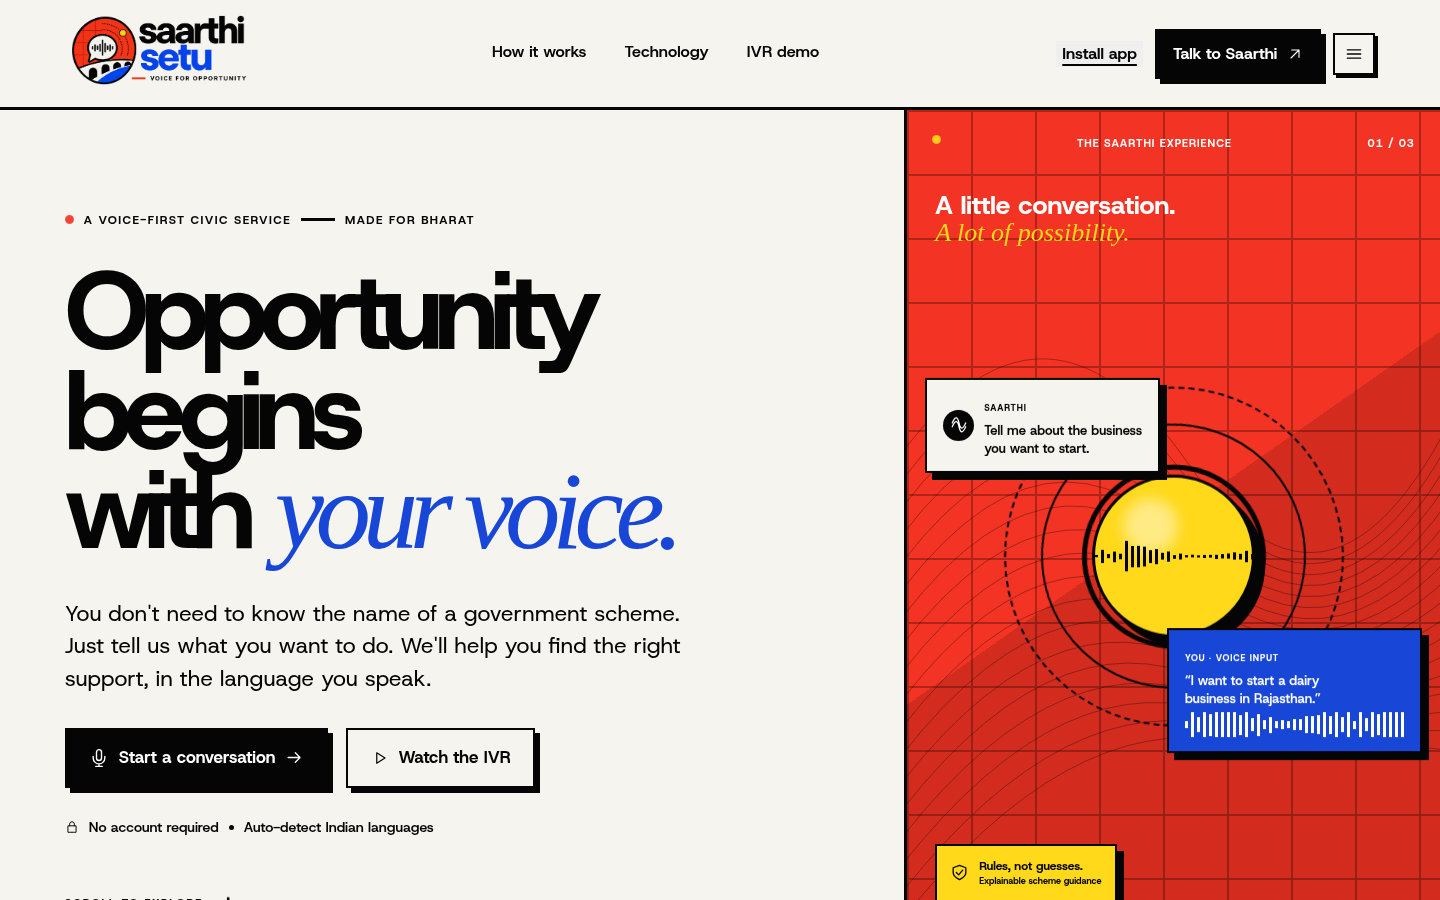 saarthi
setu
VOICE FOR OPPORTUNITY
How it works
Technology
IVR demo
Install app
Talk to Saarthi
A VOICE-FIRST CIVIC SERVICE
MADE FOR BHARAT
Opportunity
begins
with your voice.
You don't need to know the name of a government scheme.
Just tell us what you want to do. We'll help you find the right
support, in the language you speak.
Start a conversation
Watch the IVR
No account required • Auto-detect Indian languages
THE SAARTHI EXPERIENCE
01 / 03
A little conversation.
A lot of possibility.
SAARTHI
Tell me about the business
you want to start.
YOU · VOICE INPUT
“I want to start a dairy
business in Rajasthan.”
Rules, not guesses.
Explainable scheme guidance